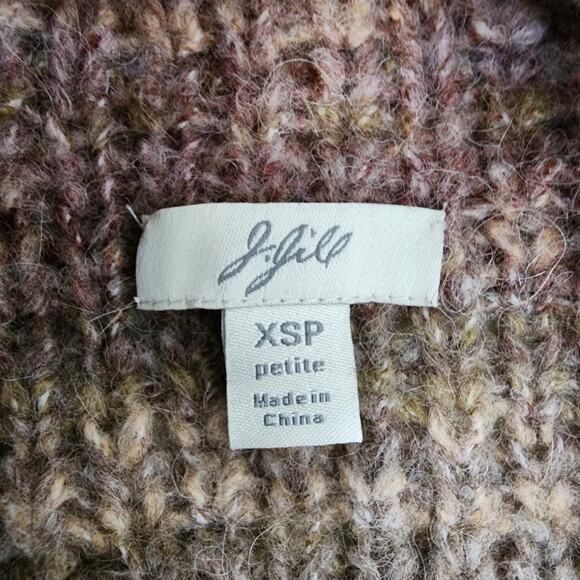 J.Jill
XSP
petite
Made in
China